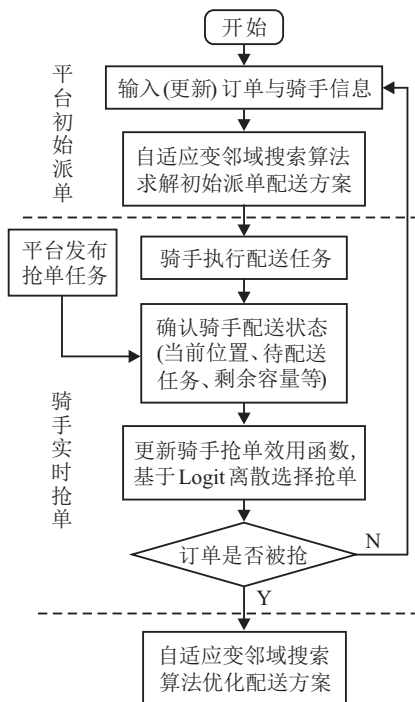 开始
平台初始派单
输入(更新)订单与骑手信息
自适应变邻域搜索算法
求解初始派单配送方案
平台发布
抢单任务
骑手执行配送任务
确认骑手配送状态
(当前位置、待配送
任务、剩余容量等)
骑手实时抢单
更新骑手抢单效用函数,
基于Logit离散选择抢单
订单是否被抢
N
Y
自适应变邻域搜索
算法优化配送方案